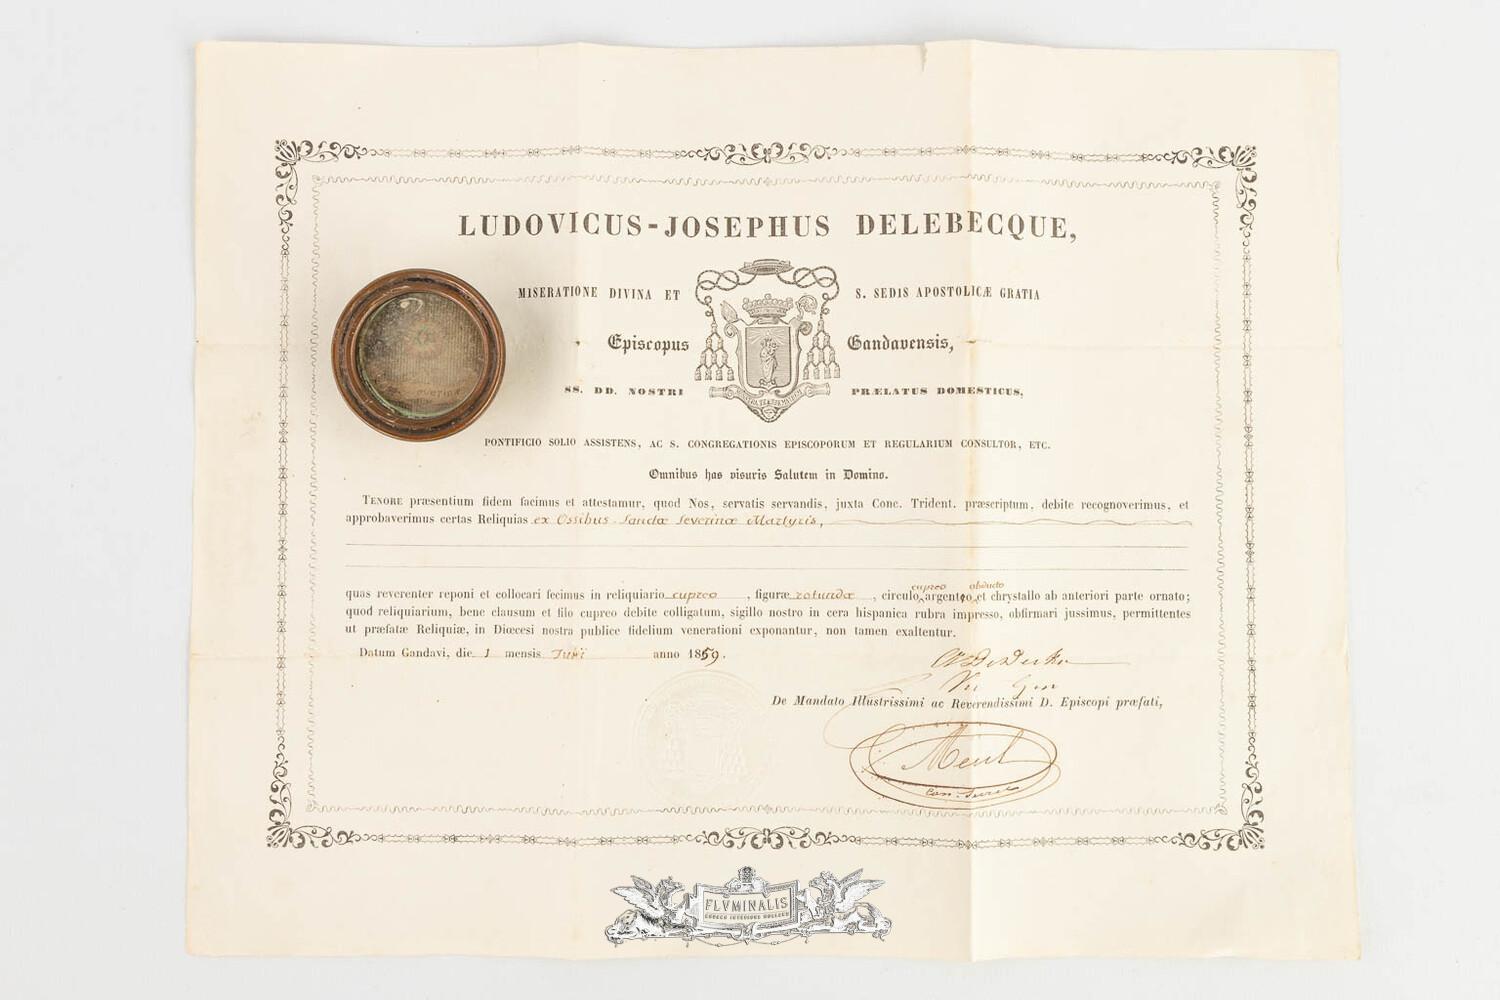 LUDOVICUS-JOSEPHUS DELEBECQUE,
MISERATIONE DIVINA ET S. SEDIS APOSTOLICÆ GRATIA
Episcopus Gandavensis,
SS. DD. NOSTRI PRÆLATUS DOMESTICUS,
PONTIFICIO SOLIO ASSISTENS, AC S. CONGREGATIONIS EPISCOPORUM ET REGULARIUM CONSULTOR, ETC.
Omnibus has visuris Salutem in Domino.
TENORE præsentium fidem facimus et attestamur, quod Nos, servatis servandis, juxta Conc. Trident. præscriptum, debite recognoverimus, et
approbaverimus certas Reliquias ex Ossibus Sanctæ Severinæ Martyris,
cupreo abducto
quas reverenter reponi et collocari fecimus in reliquiario cupreo, figuræ rotundæ, circulo argenteo et chrystallo ab anteriori parte ornato;
quod reliquiarium, bene clausum et filo cupreo debite colligatum, sigillo nostro in cera hispanica rubra impresso, obfirmari jussimus, permittentes
ut præfatæ Reliquiæ, in Diœcesi nostra publice fidelium venerationi exponantur, non tamen exaltentur.
Datum Gandavi, die 1 mensis anno 1859.
De Mandato Illustrissimi ac Reverendissimi D. Episcopi præfati,
FLVMINALIS